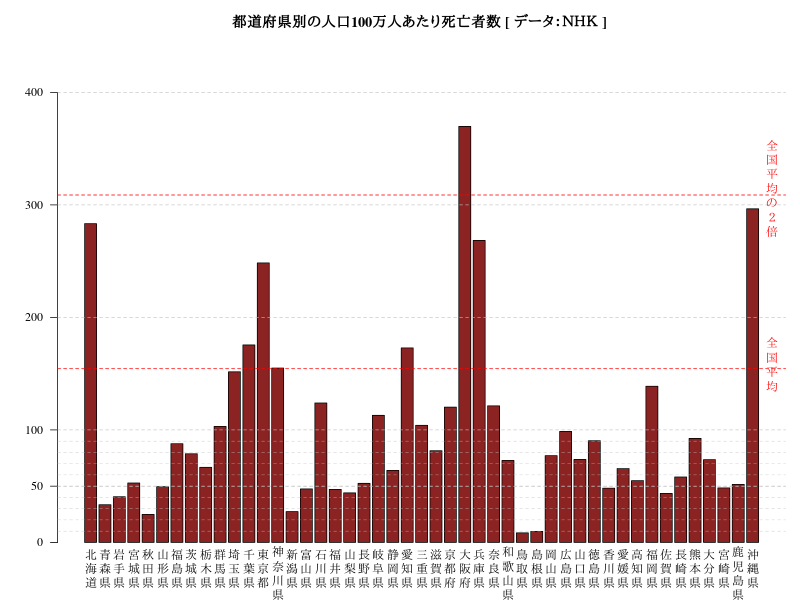 都道府県別の人口100万人あたり死亡者数 [ データ：NHK ]
400
300
200
100
50
0
全国平均の２倍
全国平均
北海道
青森県
岩手県
宮城県
秋田県
山形県
福島県
茨城県
栃木県
群馬県
埼玉県
千葉県
東京都
神奈川県
新潟県
富山県
石川県
福井県
山梨県
長野県
岐阜県
静岡県
愛知県
三重県
滋賀県
京都府
大阪府
兵庫県
奈良県
和歌山県
鳥取県
島根県
岡山県
広島県
山口県
徳島県
香川県
愛媛県
高知県
福岡県
佐賀県
長崎県
熊本県
大分県
宮崎県
鹿児島県
沖縄県